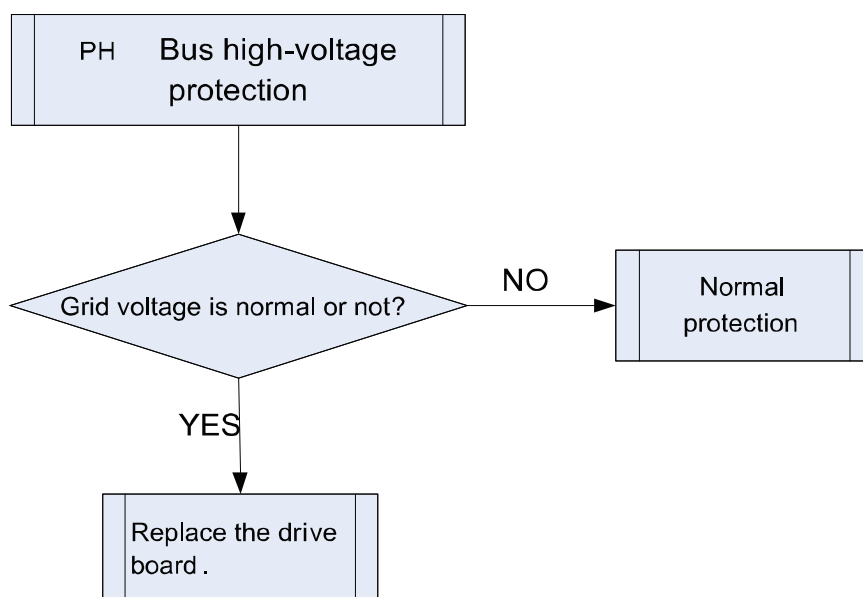 PH Bus high-voltage
protection
Grid voltage is normal or not?
NO
Normal
protection
YES
Replace the drive
board .